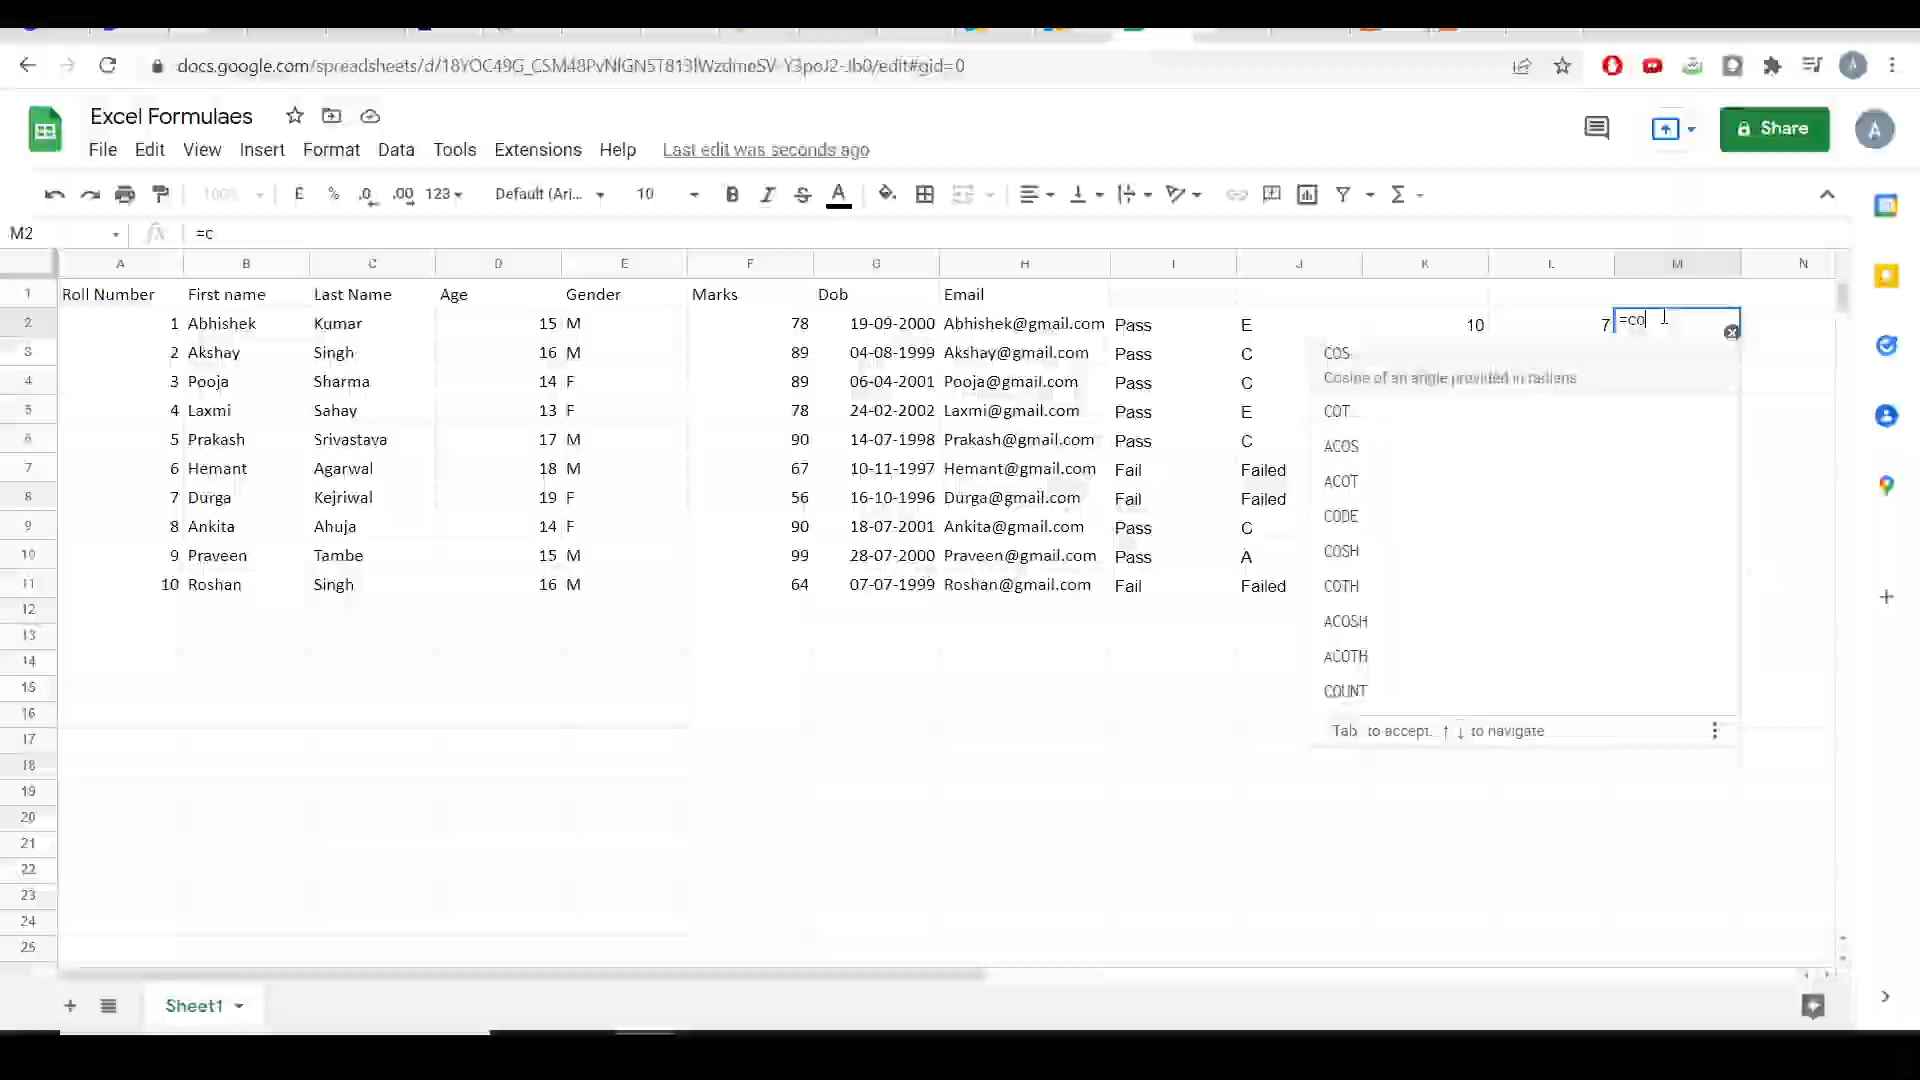 docs.google.com/spreadsheets/d/
Excel Formulaes
File Edit View Insert Format Data Tools Extensions Help Last edit was seconds ago
Share
A
100% £ % .0 .00 123 Default (Ari... 10 B I S A Σ
M2 fx =c
A B C D E F G H I J K L M N
1 Roll Number First name Last Name Age Gender Marks Dob Email
2 1 Abhishek Kumar 15 M 78 19-09-2000 Abhishek@gmail.com Pass E 10 7 =co
3 2 Akshay Singh 16 M 89 04-08-1999 Akshay@gmail.com Pass C
4 3 Pooja Sharma 14 F 89 06-04-2001 Pooja@gmail.com Pass C
5 4 Laxmi Sahay 13 F 78 24-02-2002 Laxmi@gmail.com Pass E
6 5 Prakash Srivastava 17 M 90 14-07-1998 Prakash@gmail.com Pass C
7 6 Hemant Agarwal 18 M 67 10-11-1997 Hemant@gmail.com Fail Failed
8 7 Durga Kejriwal 19 F 56 16-10-1996 Durga@gmail.com Fail Failed
9 8 Ankita Ahuja 14 F 90 18-07-2001 Ankita@gmail.com Pass C
10 9 Praveen Tambe 15 M 99 28-07-2000 Praveen@gmail.com Pass A
11 10 Roshan Singh 16 M 64 07-07-1999 Roshan@gmail.com Fail Failed
12
13
14
15
16
17
18
19
20
21
22
23
24
25
COS
Cosine of an angle provided in radians
COT
ACOS
ACOT
CODE
COSH
COTH
ACOSH
ACOTH
COUNT
Tab to accept. ↑ ↓ to navigate
Sheet1